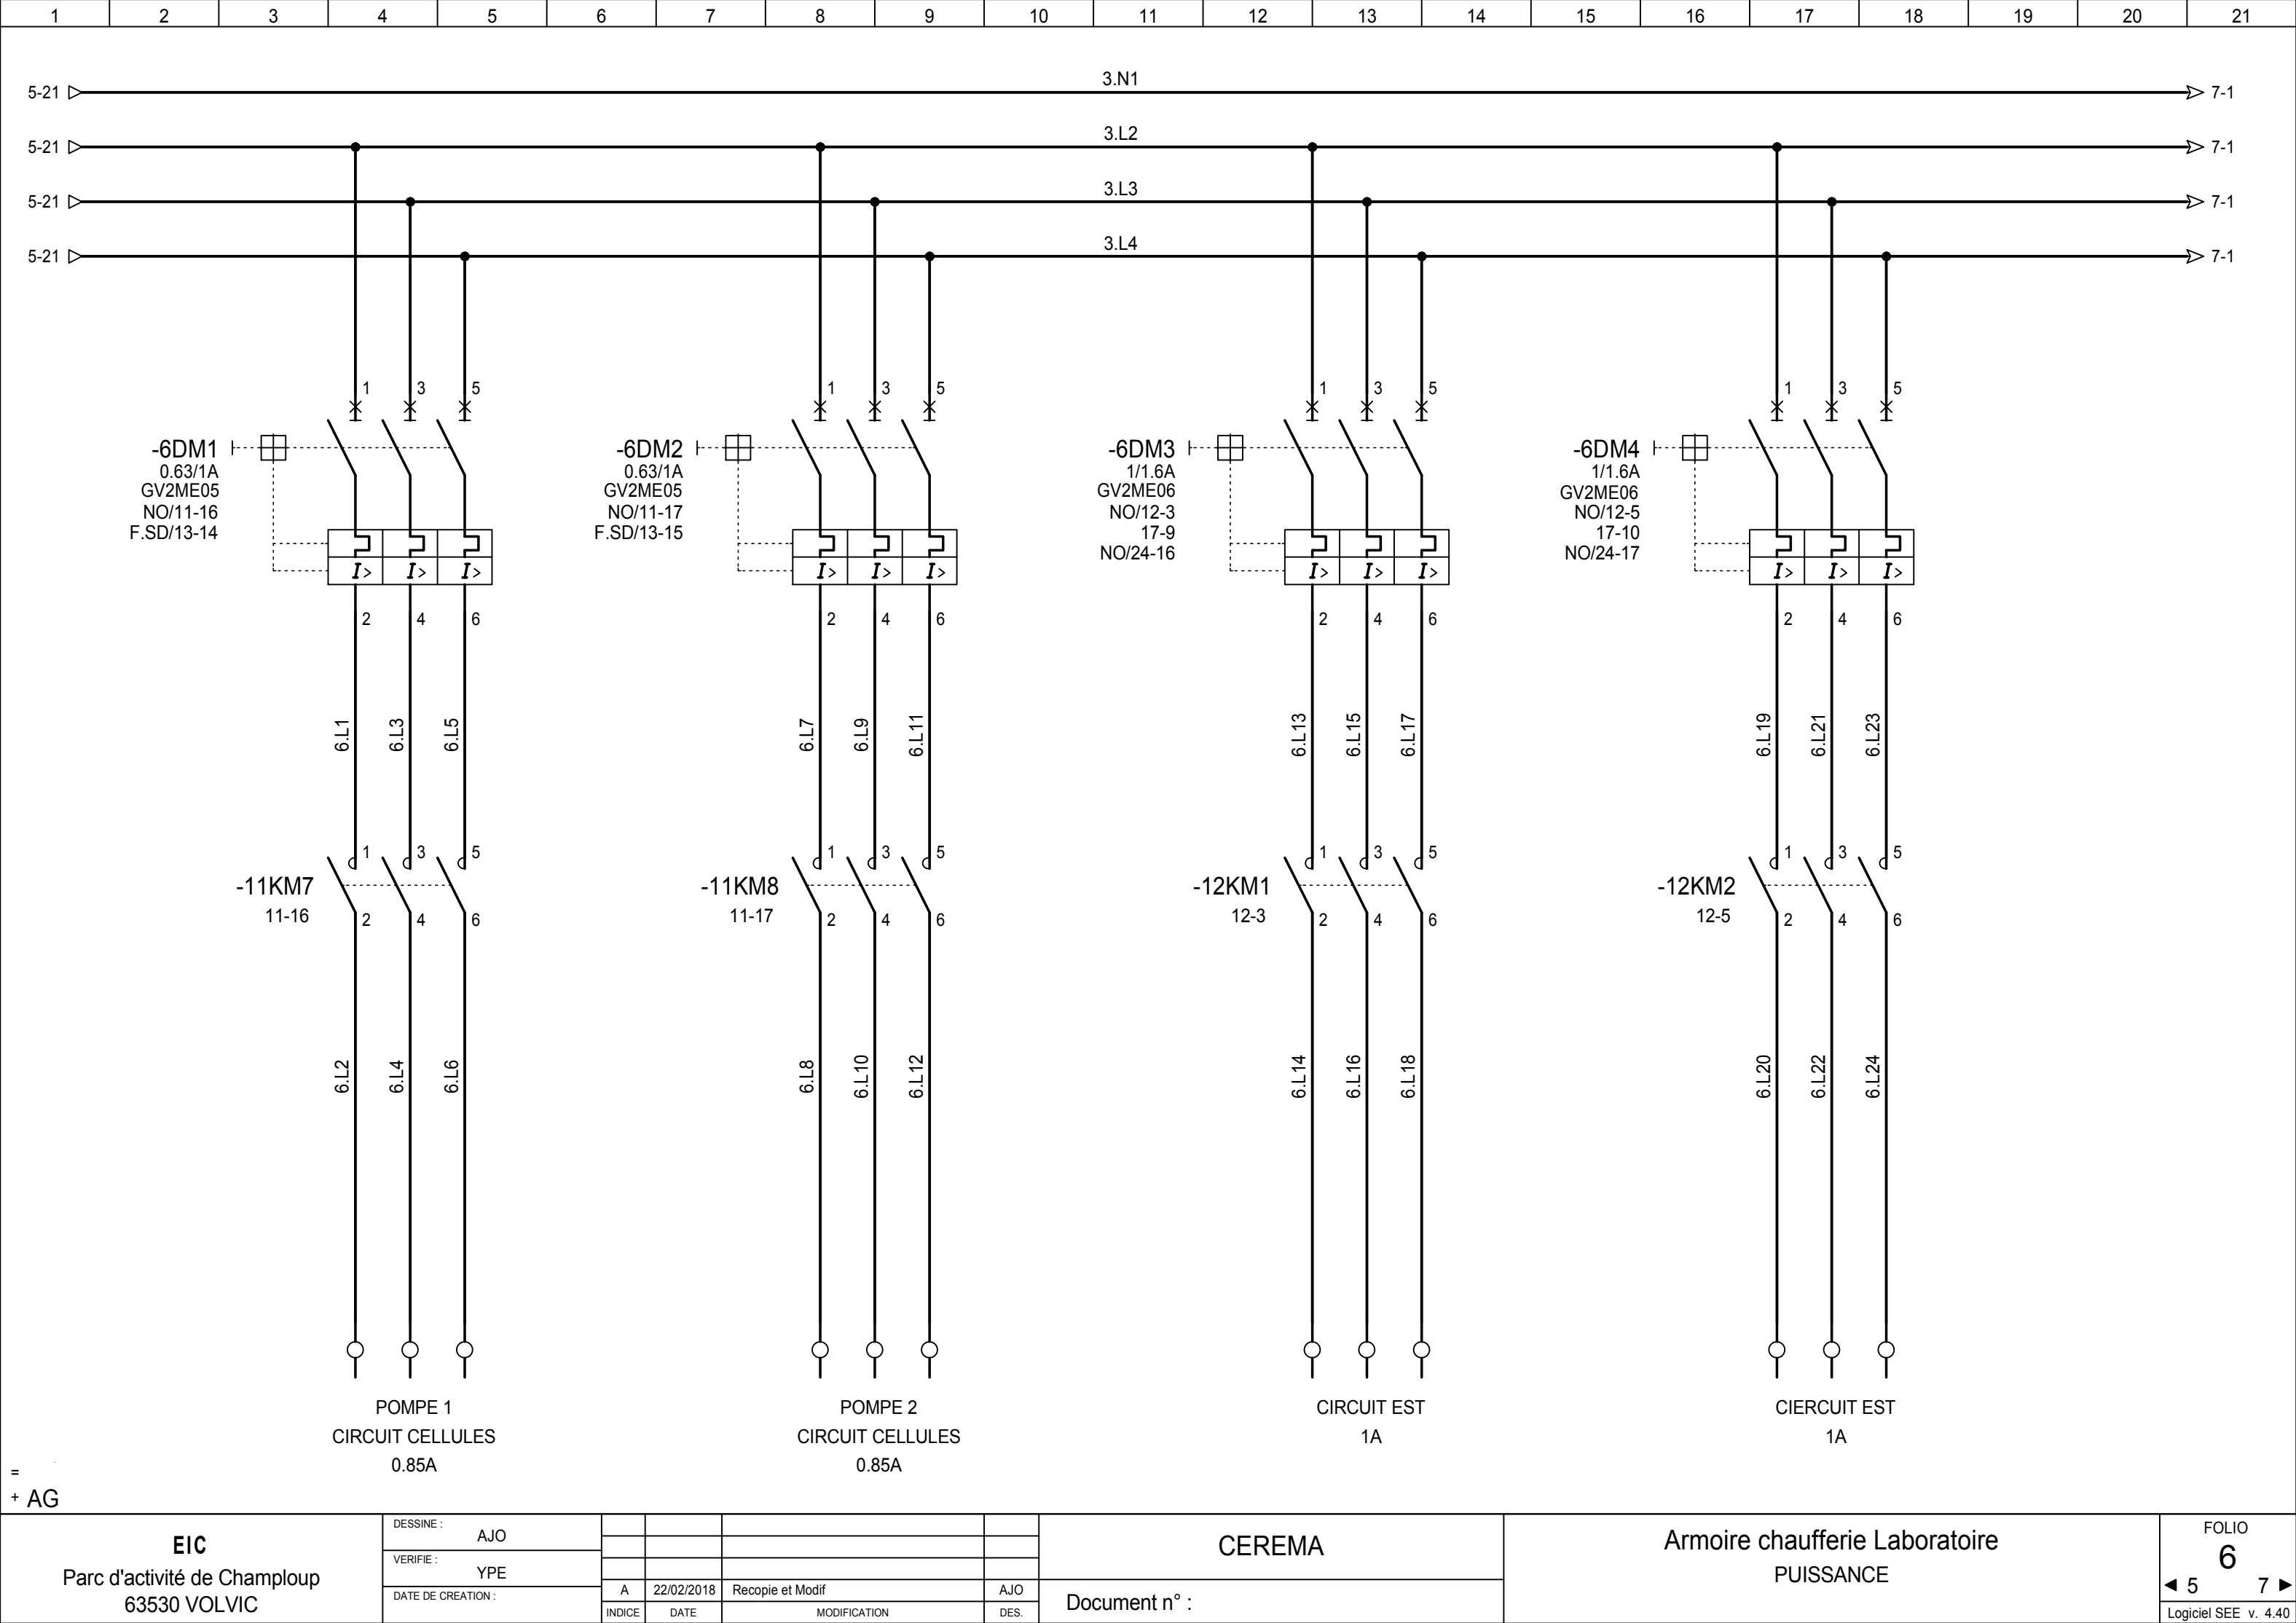 1 2 3 4 5 6 7 8 9 10 11 12 13 14 15 16 17 18 19 20 21
3.N1
5-21 7-1
3.L2
5-21 7-1
3.L3
5-21 7-1
3.L4
5-21 7-1
1 3 5 1 3 5 1 3 5 1 3 5
-6DM1
0.63/1A
GV2ME05
NO/11-16
F.SD/13-14
I> I> I>
-6DM2
0.63/1A
GV2ME05
NO/11-17
F.SD/13-15
I> I> I>
-6DM3
1/1.6A
GV2ME06
NO/12-3
17-9
NO/24-16
I> I> I>
-6DM4
1/1.6A
GV2ME06
NO/12-5
17-10
NO/24-17
I> I> I>
2 4 6 2 4 6 2 4 6 2 4 6
6.L1 6.L3 6.L5 6.L7 6.L9 6.L11 6.L13 6.L15 6.L17 6.L19 6.L21 6.L23
1 3 5 1 3 5 1 3 5 1 3 5
-11KM7
11-16
-11KM8
11-17
-12KM1
12-3
-12KM2
12-5
2 4 6 2 4 6 2 4 6 2 4 6
6.L2 6.L4 6.L6 6.L8 6.L10 6.L12 6.L14 6.L16 6.L18 6.L20 6.L22 6.L24
POMPE 1
CIRCUIT CELLULES
0.85A
POMPE 2
CIRCUIT CELLULES
0.85A
CIRCUIT EST
1A
CIERCUIT EST
1A
=
+ AG
EIC
Parc d'activité de Champloup
63530 VOLVIC
DESSINE :
AJO
VERIFIE :
YPE
DATE DE CREATION :
A 22/02/2018 Recopie et Modif AJO
INDICE DATE MODIFICATION DES.
CEREMA
Document n° :
Armoire chaufferie Laboratoire
PUISSANCE
FOLIO
6
5 7
Logiciel SEE v. 4.40